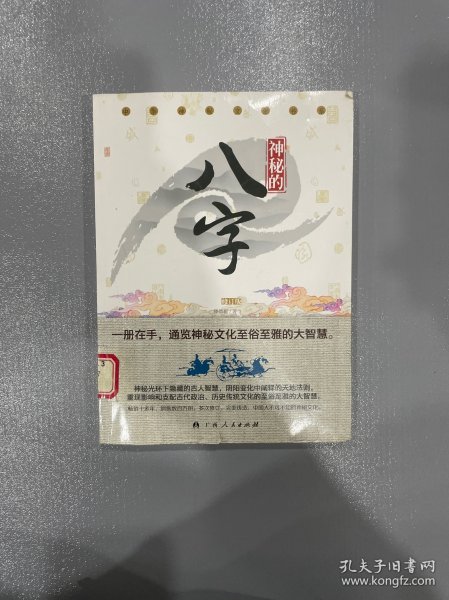 神秘的
八字
修订版
一册在手，通览神秘文化至俗至雅的大智慧。
神秘光环下隐藏的古人智慧，阴阳变化中阐释的天地法则，
重现影响和支配古代政治、历史传统文化的至俗至雅的大智慧。
广西人民出版社
孔夫子旧书网
www.kongfz.com